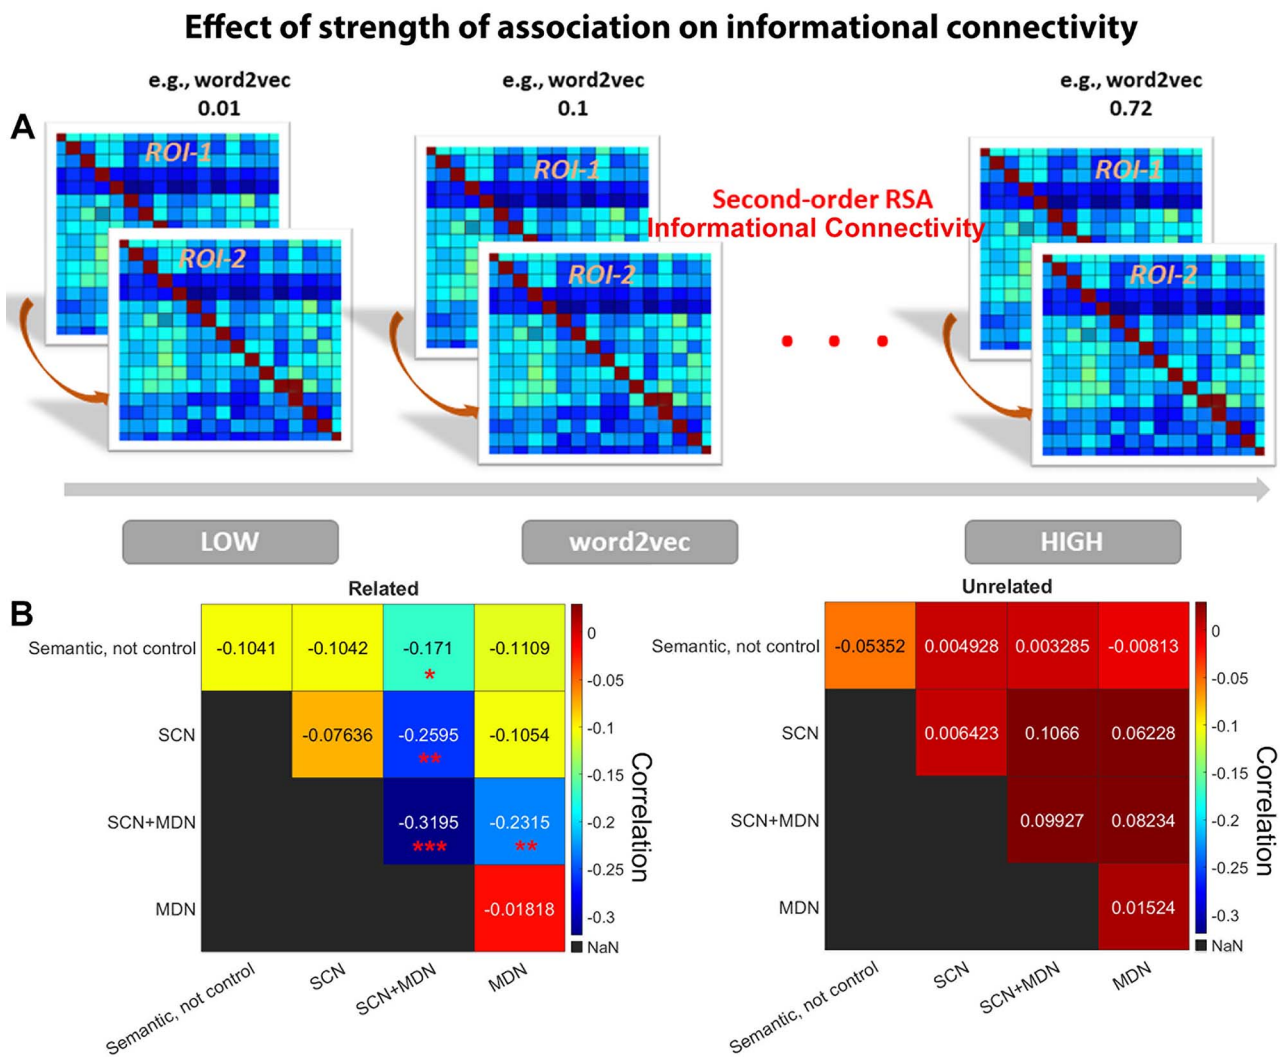 Effect of strength of association on informational connectivity
e.g., word2vec
0.01
e.g., word2vec
0.1
e.g., word2vec
0.72
A
ROI-1
ROI-2
ROI-1
ROI-2
Second-order RSA
Informational Connectivity
ROI-1
ROI-2
LOW
word2vec
HIGH
B
Related
Semantic, not control
-0.1041 -0.1042 -0.171 -0.1109
*
SCN
-0.07636 -0.2595 -0.1054
**
SCN+MDN
-0.3195 -0.2315
*** **
MDN
-0.01818
Semantic, not control
SCN
SCN+MDN
MDN
0
-0.05
-0.1
-0.15
-0.2
-0.25
-0.3
NaN
Correlation
Unrelated
Semantic, not control
-0.05352 0.004928 0.003285 -0.00813
SCN
0.006423 0.1066 0.06228
SCN+MDN
0.09927 0.08234
MDN
0.01524
Semantic, not control
SCN
SCN+MDN
MDN
0
-0.05
-0.1
-0.15
-0.2
-0.25
-0.3
NaN
Correlation